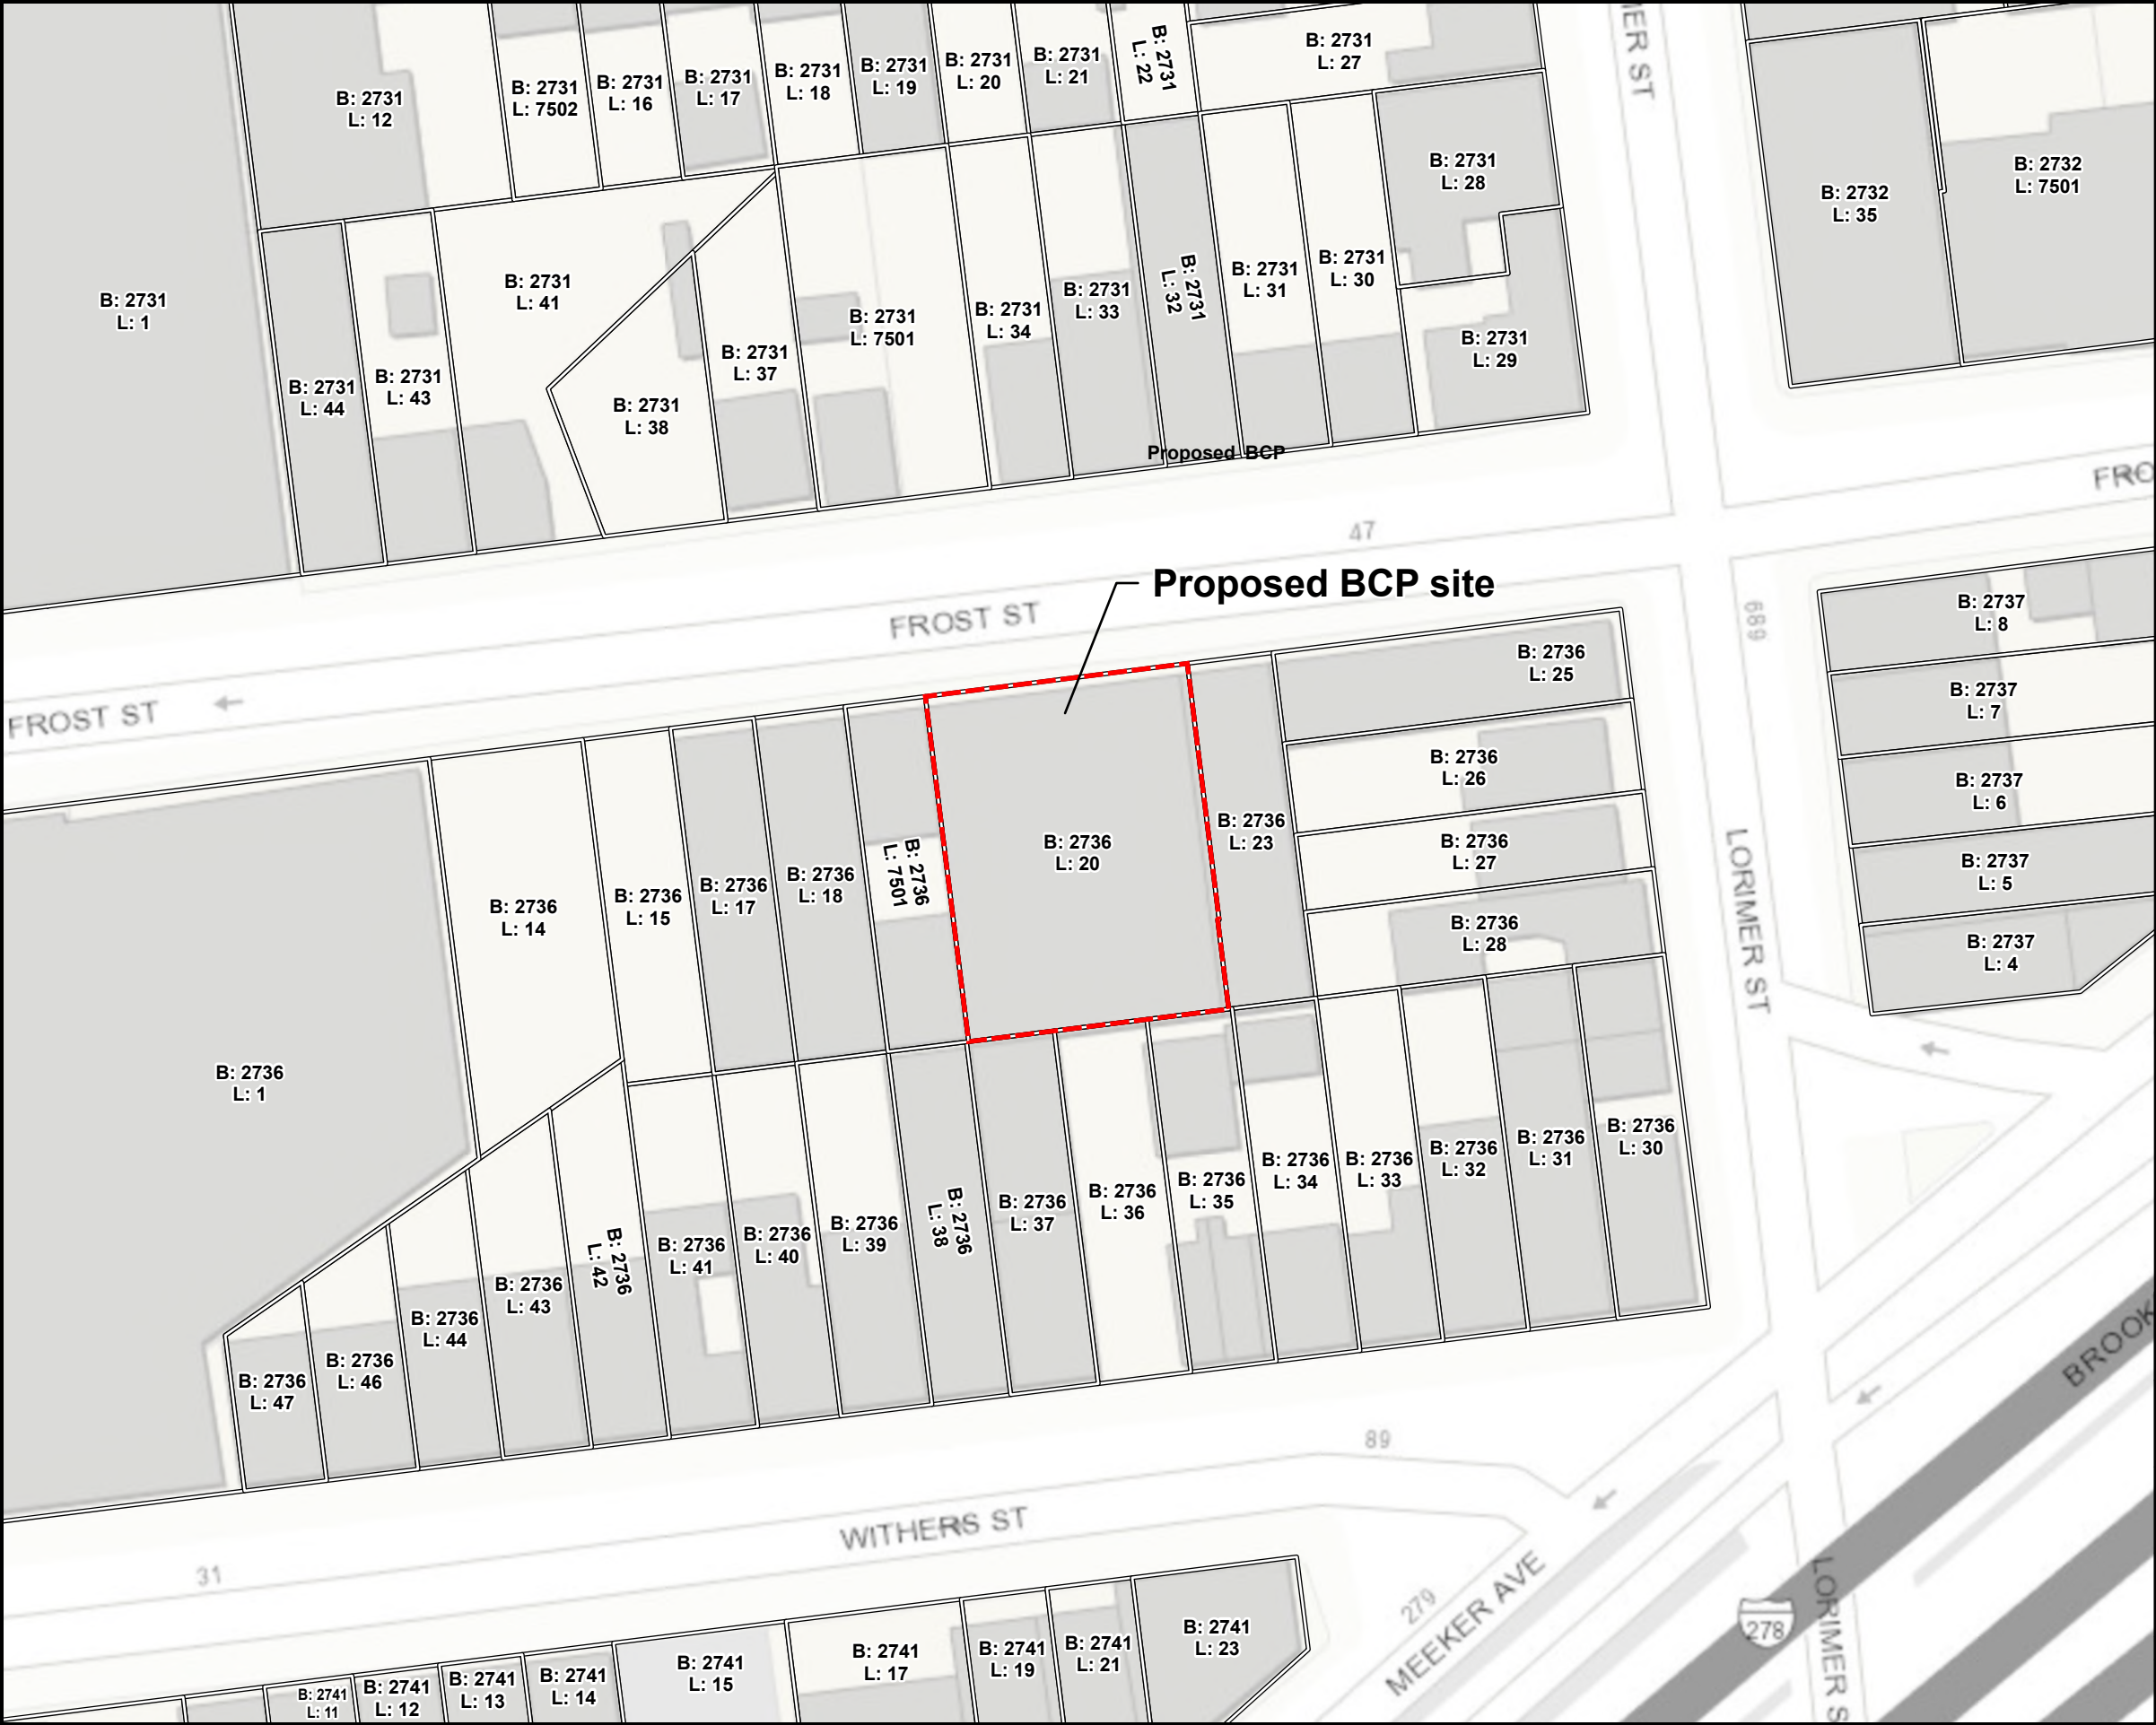 B: 2731
L: 12
B: 2731
L: 7502
B: 2731
L: 16
B: 2731
L: 17
B: 2731
L: 18
B: 2731
L: 19
B: 2731
L: 20
B: 2731
L: 21
B: 2731
L: 22
B: 2731
L: 27
MER ST
B: 2731
L: 28
B: 2732
L: 35
B: 2732
L: 7501
B: 2731
L: 1
B: 2731
L: 44
B: 2731
L: 43
B: 2731
L: 41
B: 2731
L: 38
B: 2731
L: 37
B: 2731
L: 7501
B: 2731
L: 34
B: 2731
L: 33
B: 2731
L: 32
B: 2731
L: 31
B: 2731
L: 30
B: 2731
L: 29
Proposed BCP
47
FRO
Proposed BCP site
FROST ST
FROST ST
689
B: 2737
L: 8
B: 2737
L: 7
B: 2737
L: 6
B: 2737
L: 5
B: 2737
L: 4
B: 2736
L: 25
B: 2736
L: 26
B: 2736
L: 27
B: 2736
L: 28
LORIMER ST
B: 2736
L: 14
B: 2736
L: 15
B: 2736
L: 17
B: 2736
L: 18
B: 2736
L: 7501
B: 2736
L: 20
B: 2736
L: 23
B: 2736
L: 1
B: 2736
L: 47
B: 2736
L: 46
B: 2736
L: 44
B: 2736
L: 43
B: 2736
L: 42
B: 2736
L: 41
B: 2736
L: 40
B: 2736
L: 39
B: 2736
L: 38
B: 2736
L: 37
B: 2736
L: 36
B: 2736
L: 35
B: 2736
L: 34
B: 2736
L: 33
B: 2736
L: 32
B: 2736
L: 31
B: 2736
L: 30
BROOK
89
WITHERS ST
31
279
MEEKER AVE
278
LORIMER S
B: 2741
L: 11
B: 2741
L: 12
B: 2741
L: 13
B: 2741
L: 14
B: 2741
L: 15
B: 2741
L: 17
B: 2741
L: 19
B: 2741
L: 21
B: 2741
L: 23